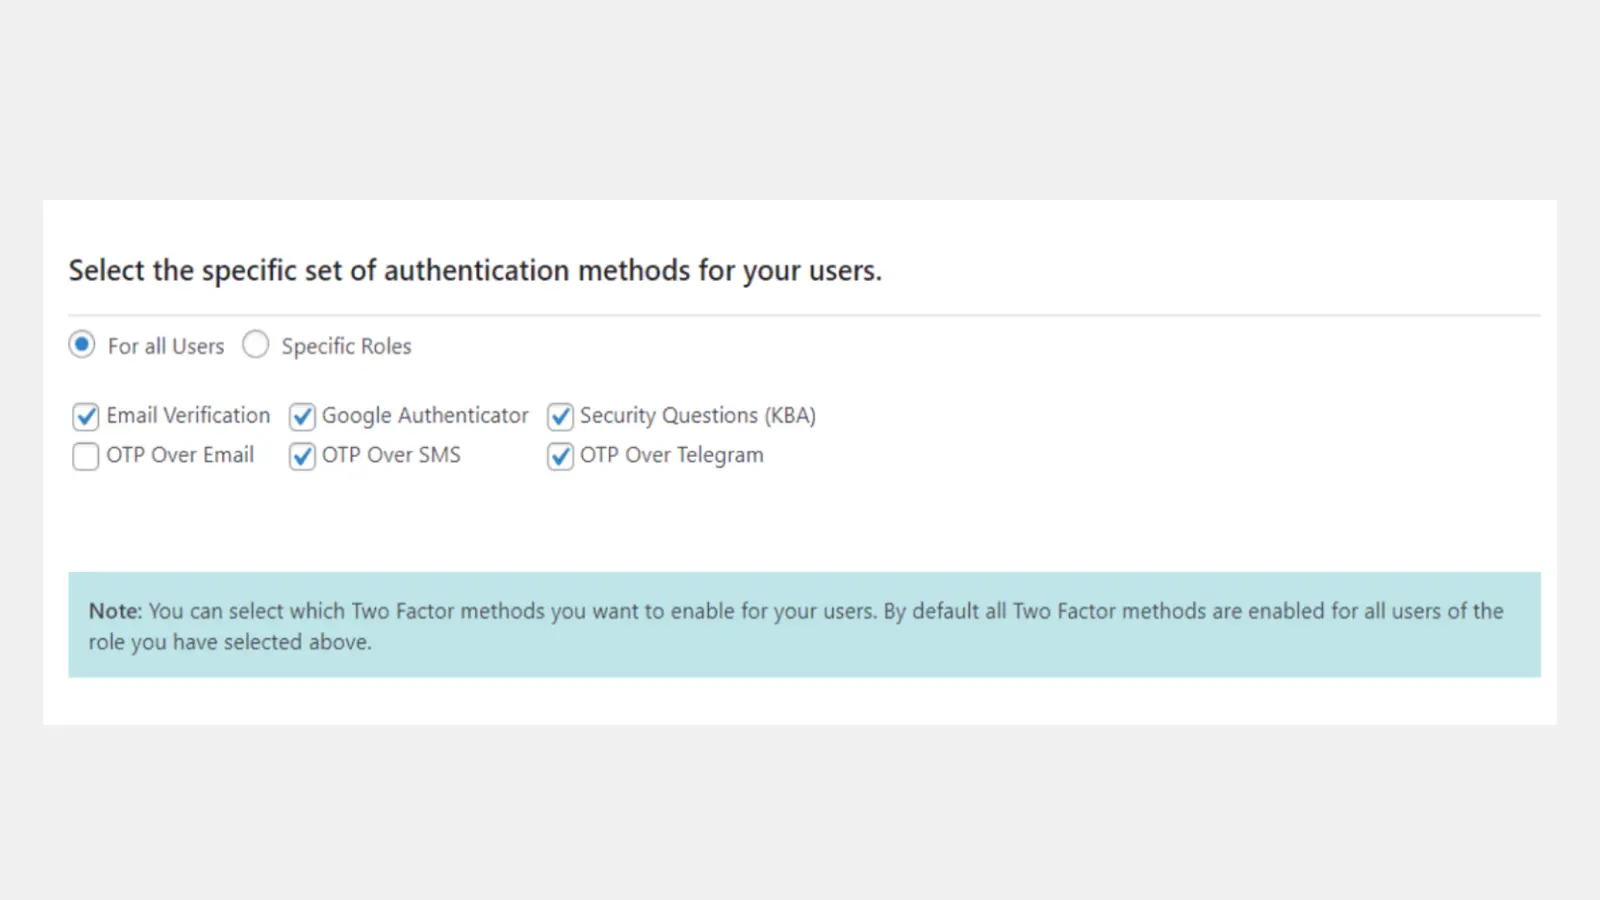 Select the specific set of authentication methods for your users.
For all Users Specific Roles
Email Verification Google Authenticator Security Questions (KBA)
OTP Over Email OTP Over SMS OTP Over Telegram
Note: You can select which Two Factor methods you want to enable for your users. By default all Two Factor methods are enabled for all users of the
role you have selected above.